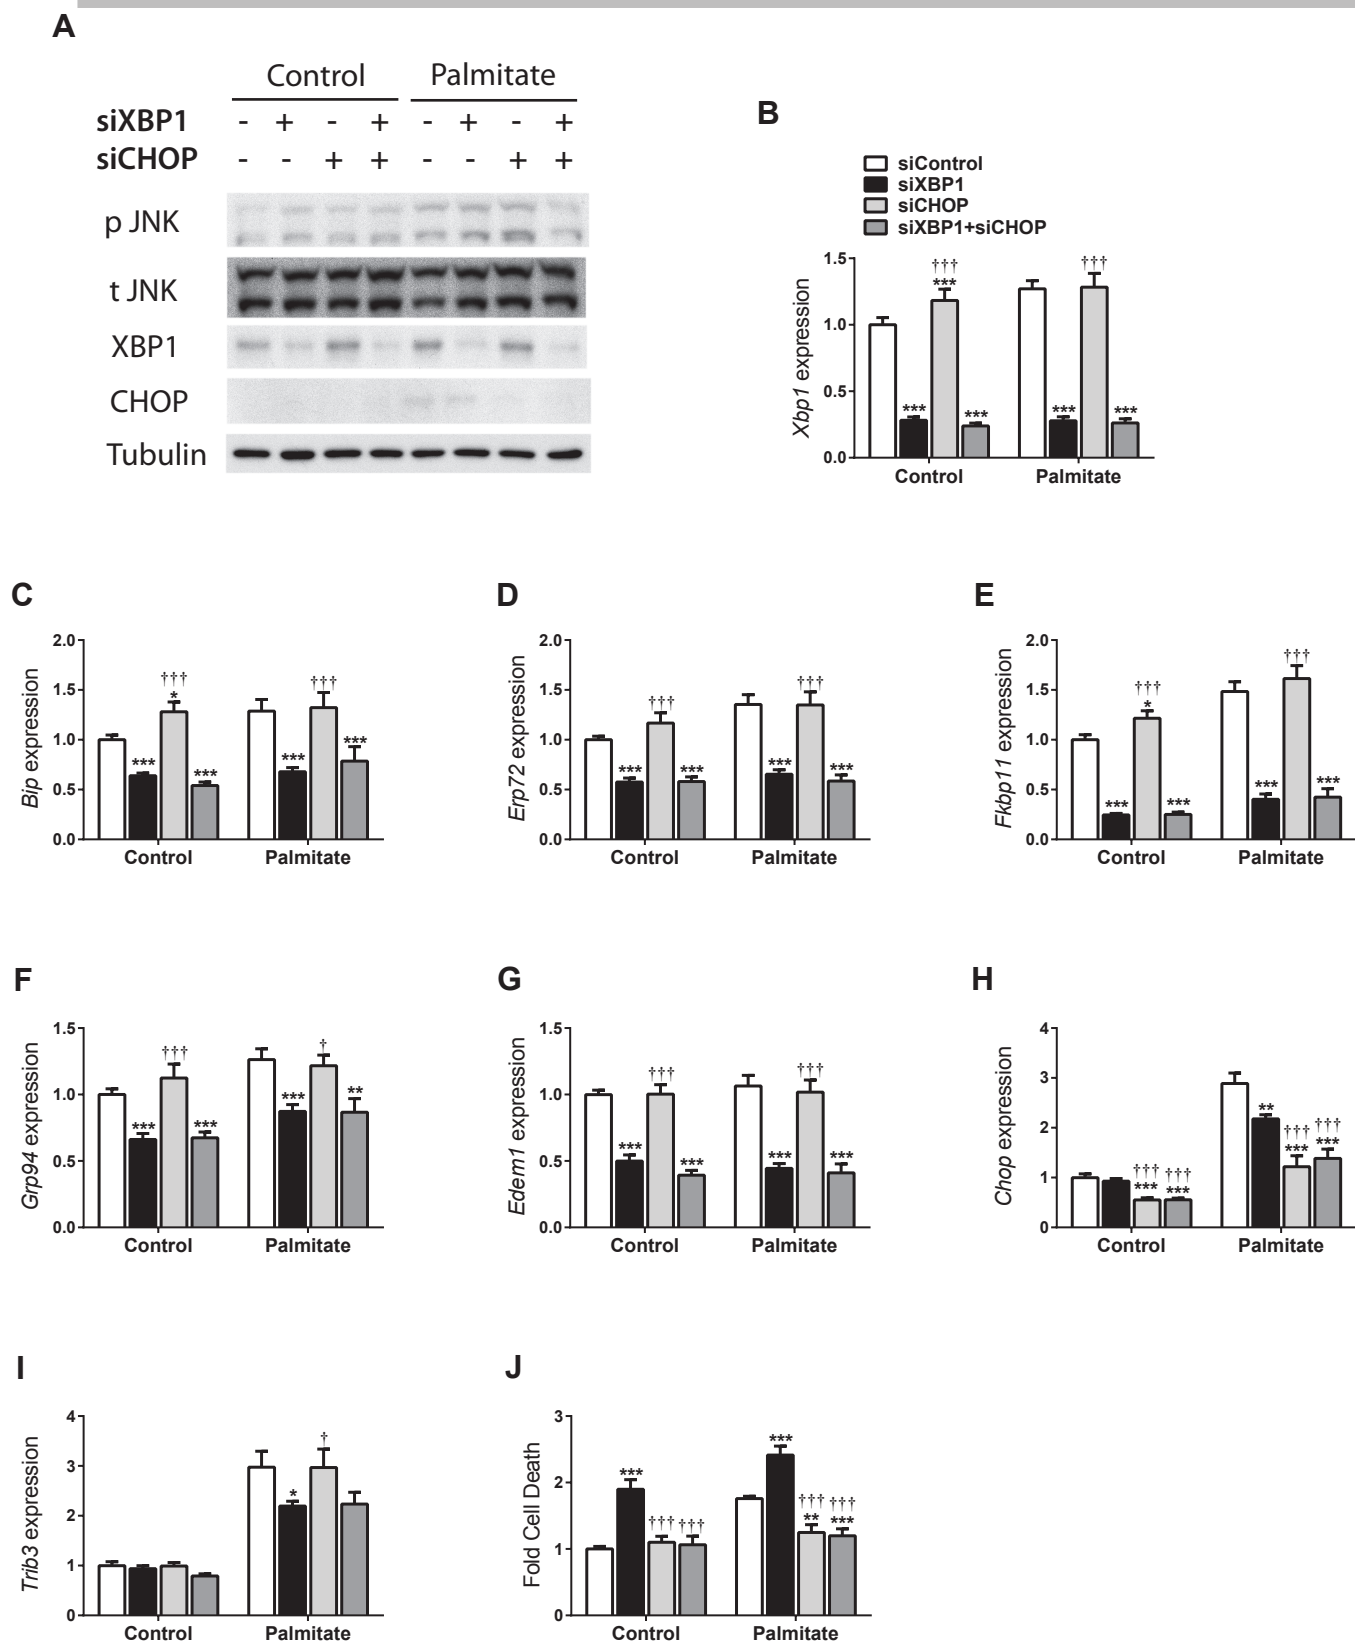 A
Control Palmitate
siXBP1 - + - + - + - +
siCHOP - - + + - - + +
p JNK
t JNK
XBP1
CHOP
Tubulin
B
siControl
siXBP1
siCHOP
siXBP1+siCHOP
Xbp1 expression
1.5
1.0
0.5
0.0
***
†††
***
***
***
†††
***
Control Palmitate
C
Bip expression
2.0
1.5
1.0
0.5
0.0
***
†††
*
***
***
†††
***
Control Palmitate
D
Erp72 expression
2.0
1.5
1.0
0.5
0.0
***
†††
***
***
†††
***
Control Palmitate
E
Fkbp11 expression
2.0
1.5
1.0
0.5
0.0
***
†††
*
***
***
†††
***
Control Palmitate
F
Grp94 expression
1.5
1.0
0.5
0.0
***
†††
***
***
†
**
Control Palmitate
G
Edem1 expression
1.5
1.0
0.5
0.0
***
†††
***
***
†††
***
Control Palmitate
H
Chop expression
4
3
2
1
0
†††
***
†††
***
**
†††
***
†††
***
Control Palmitate
I
Trib3 expression
4
3
2
1
0
*
†
Control Palmitate
J
Fold Cell Death
3
2
1
0
***
†††
†††
***
†††
**
†††
***
Control Palmitate